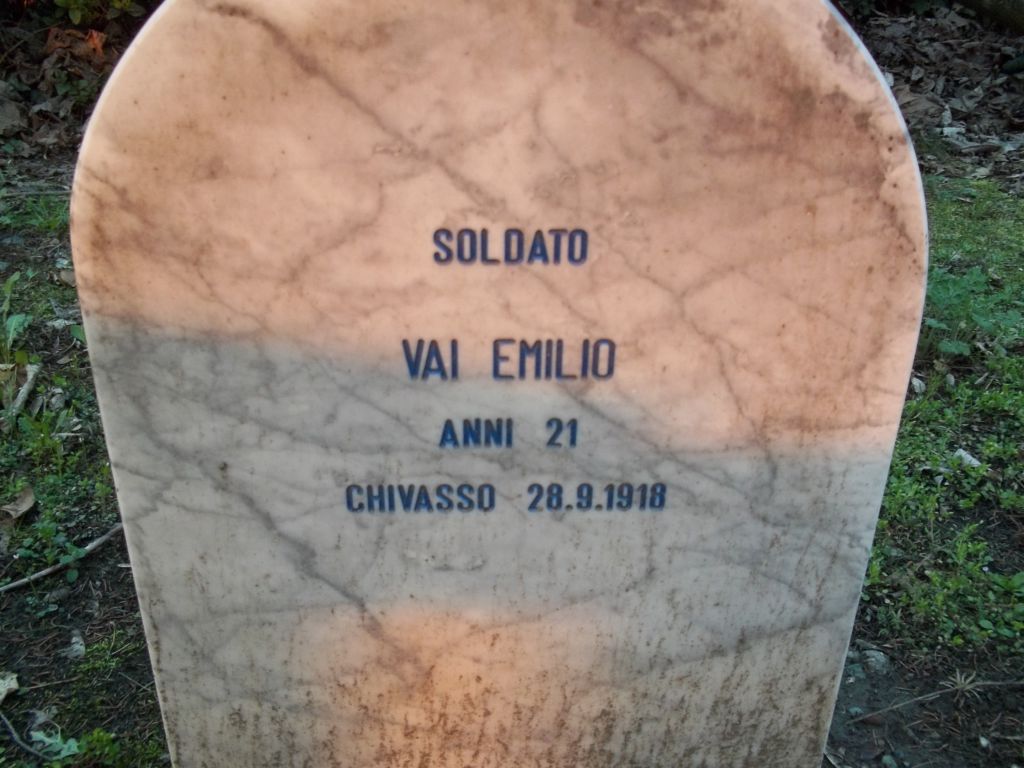 SOLDATO
VAI EMILIO
ANNI 21
CHIVASSO 28.9.1918